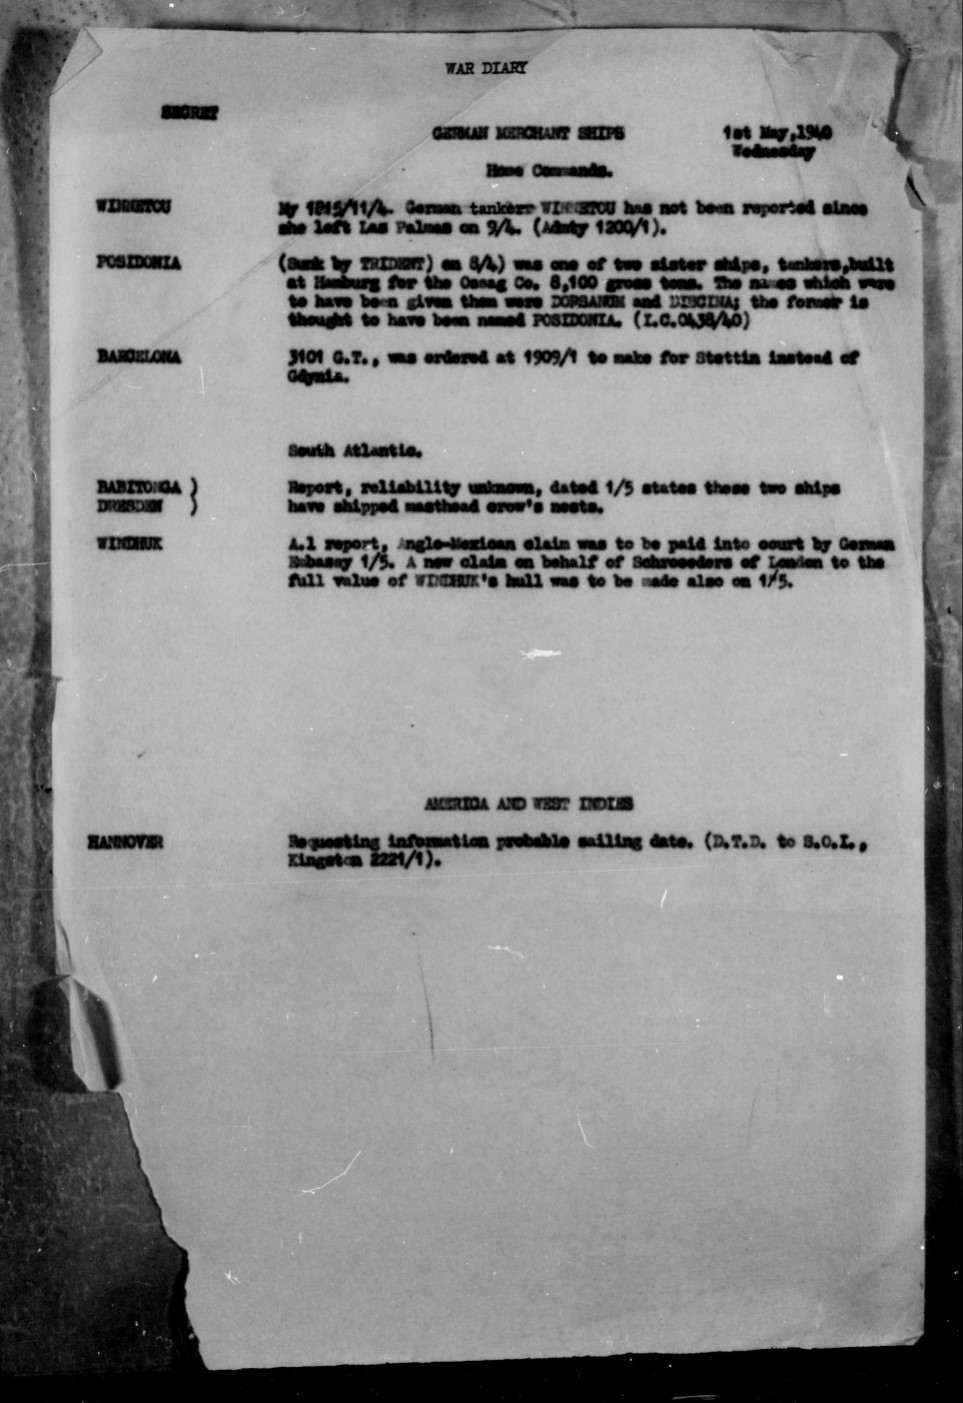 WAR DIARY
SECRET
GERMAN MERCHANT SHIPS 1st May,1940
Wednesday
Home Commands.
WINNETOU My 1815/11/4. German tankerr WINNETOU has not been reported since
she left Las Palmas on 9/4. (Admty 1200/1).
POSIDONIA (Sunk by TRIDENT) on 8/4) was one of two sister ships, tankers,built
at Hamburg for the Ossag Co. 8,100 gross tons. The names which were
to have been given them were DORSANUM and DISCINA; the former is
thought to have been named POSIDONIA. (I.C.0438/40)
BARCELONA 3101 G.T., was ordered at 1909/1 to make for Stettin instead of
Gdynia.
South Atlantic.
BABITONGA ) Report, reliability unknown, dated 1/5 states these two ships
DRESDEN ) have shipped masthead crow's nests.
WINDHUK A.1 report, Anglo-Mexican claim was to be paid into court by German
Embassy 1/5. A new claim on behalf of Schroeders of London to the
full value of WINDHUK's hull was to be made also on 1/5.
AMERICA AND WEST INDIES
HANNOVER Requesting information probable sailing date. (D.T.D. to S.O.I.,
Kingston 2221/1).